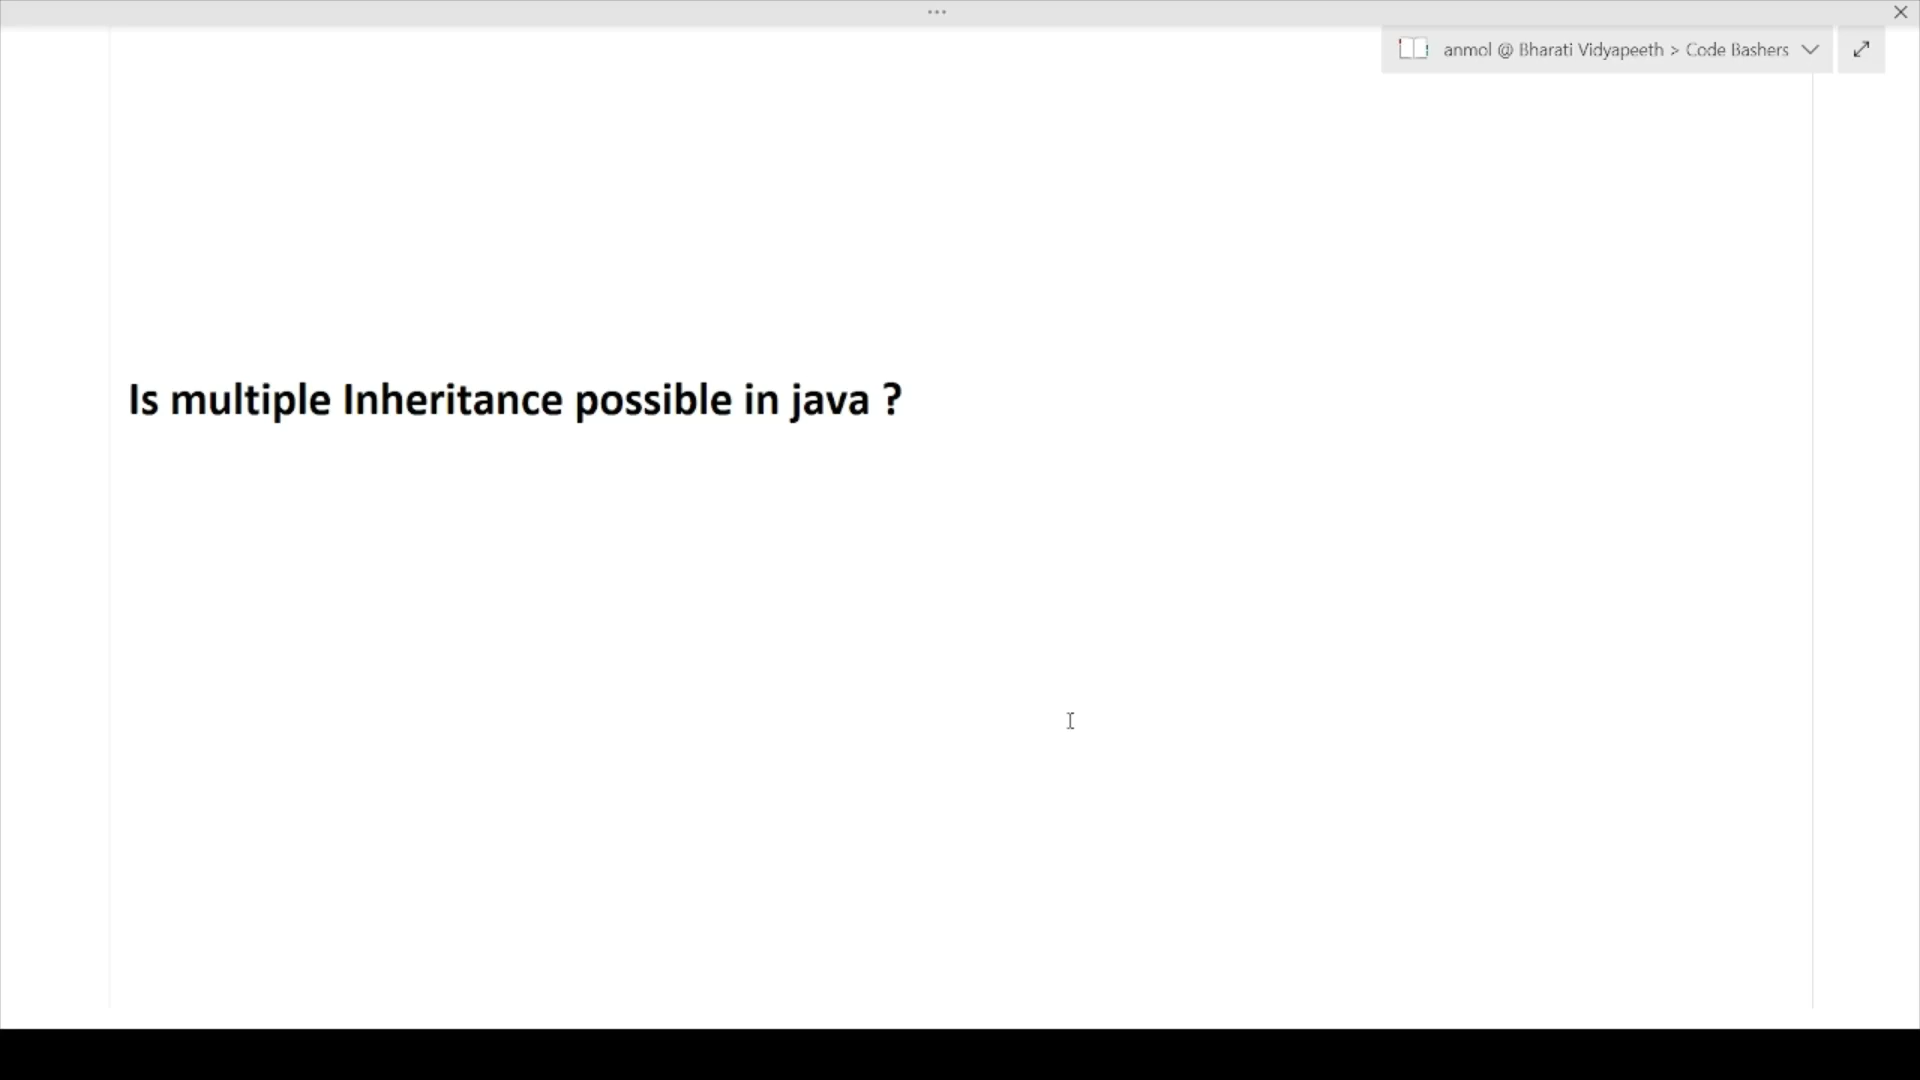 anmol @ Bharati Vidyapeeth > Code Bashers
Is multiple Inheritance possible in java ?